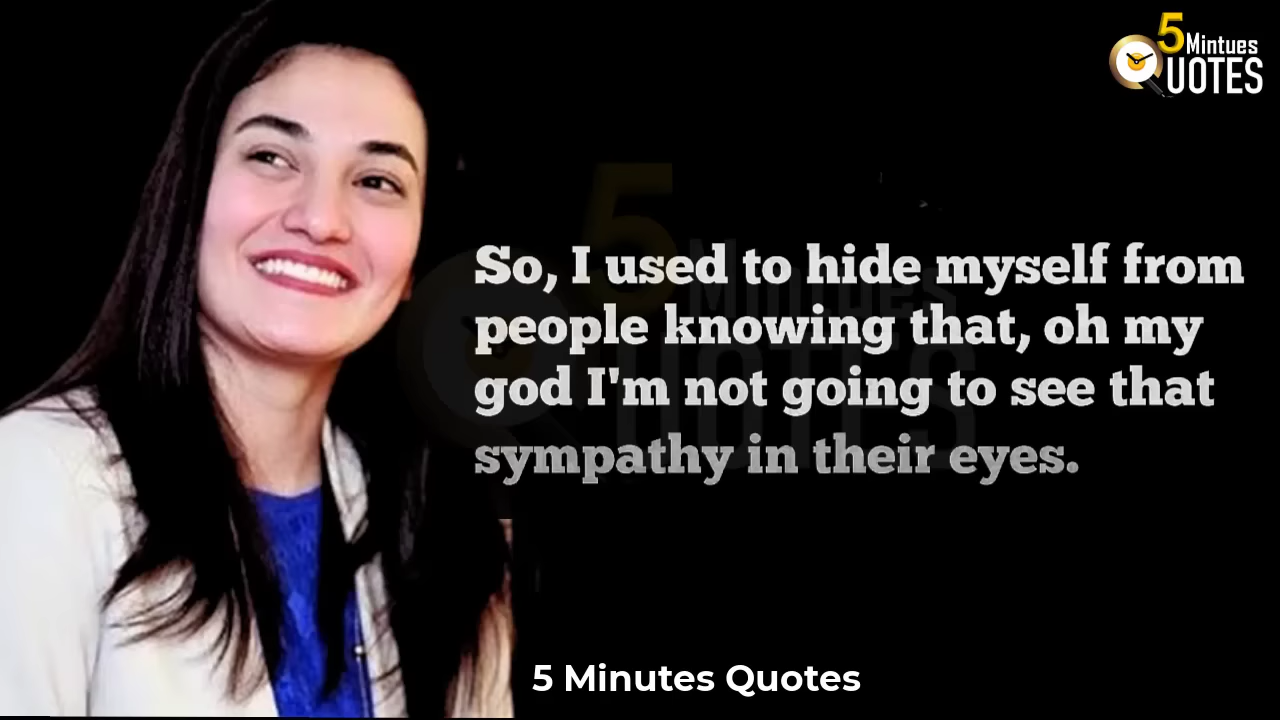 5 Mintues
QUOTES
So, I used to hide myself from
people knowing that, oh my
god I'm not going to see that
sympathy in their eyes.
5 Minutes Quotes